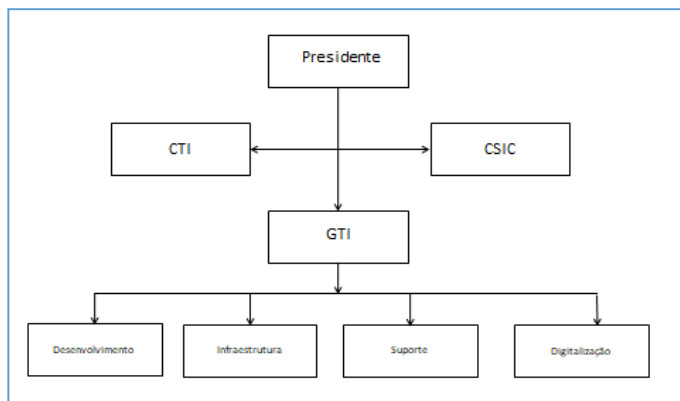 Presidente
CTI
CSIC
GTI
Desenvolvimento
Infraestrutura
Suporte
Digitalização